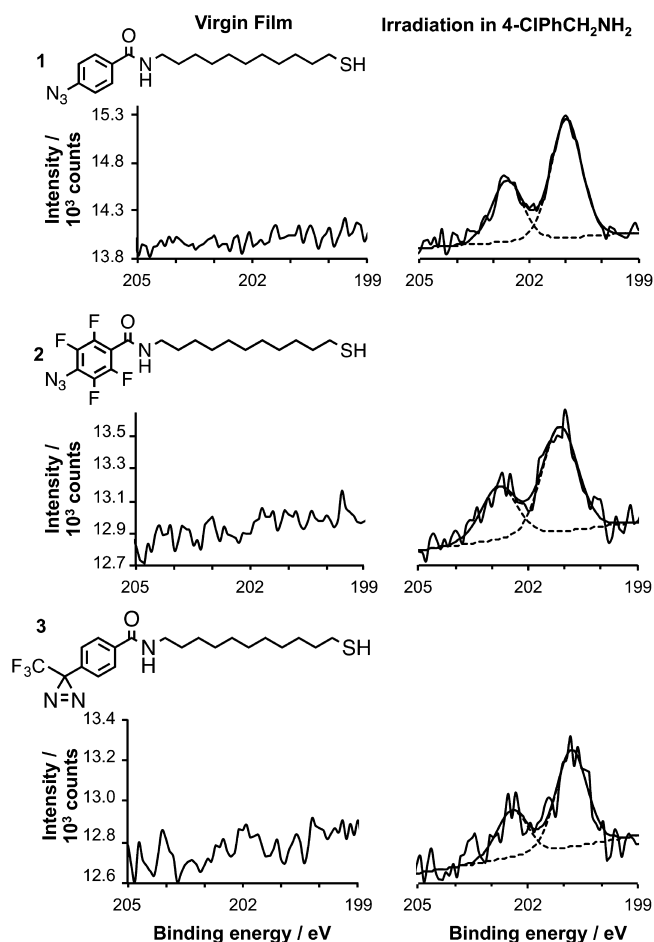 Virgin Film
Irradiation in 4-ClPhCH2NH2
1
O
N
H
SH
N3
Intensity /
10³ counts
15.3
14.8
14.3
13.8
205
202
199
205
202
199
2
F
F
O
N
H
SH
N3
F
F
Intensity /
10³ counts
13.5
13.3
13.1
12.9
12.7
205
202
199
205
202
199
3
O
N
H
SH
F3C
N=N
Intensity /
10³ counts
13.4
13.2
13.0
12.8
12.6
205
202
199
205
202
199
Binding energy / eV
Binding energy / eV